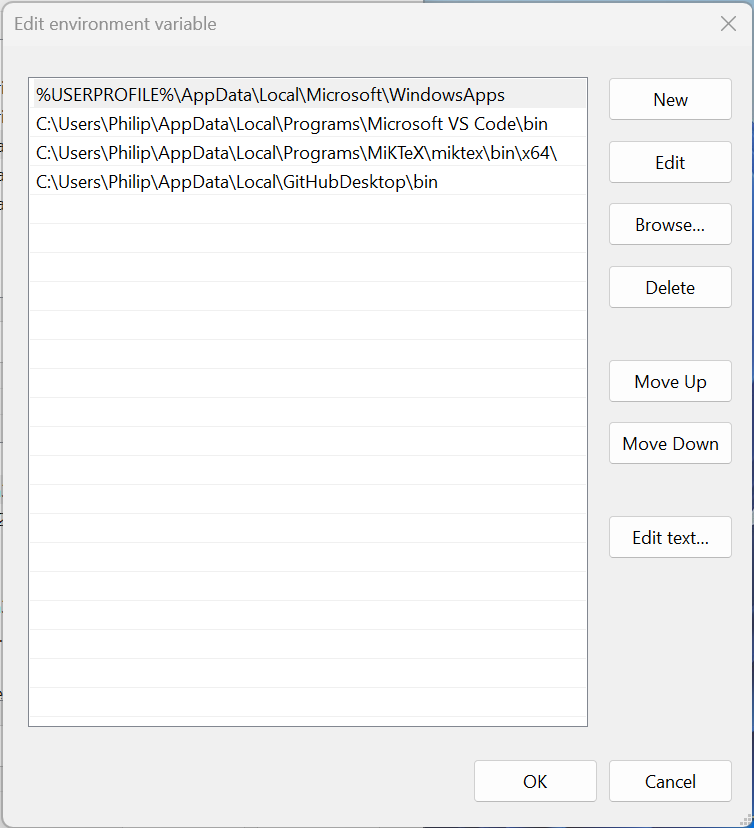 Edit environment variable
%USERPROFILE%\AppData\Local\Microsoft\WindowsApps
C:\Users\Philip\AppData\Local\Programs\Microsoft VS Code\bin
C:\Users\Philip\AppData\Local\Programs\MiKTeX\miktex\bin\x64\
C:\Users\Philip\AppData\Local\GitHubDesktop\bin
New
Edit
Browse...
Delete
Move Up
Move Down
Edit text...
OK
Cancel